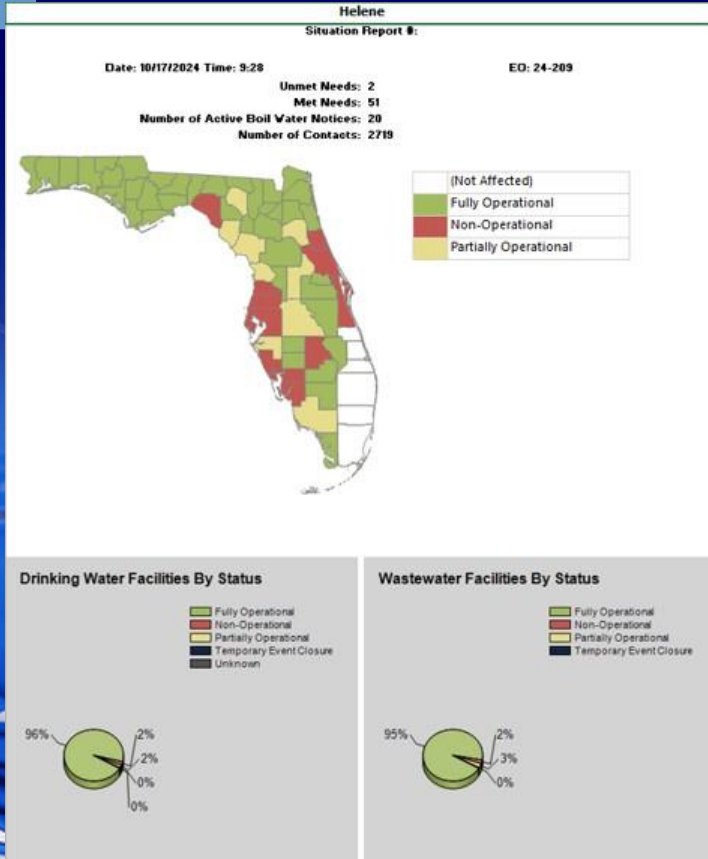 Helene
Situation Report #:
Date: 10/17/2024 Time: 9:28
EO: 24-209
Unmet Needs: 2
Met Needs: 51
Number of Active Boil Water Notices: 20
Number of Contacts: 2719
(Not Affected)
Fully Operational
Non-Operational
Partially Operational
Drinking Water Facilities By Status
Fully Operational
Non-Operational
Partially Operational
Temporary Event Closure
Unknown
96%
2%
2%
0%
0%
Wastewater Facilities By Status
Fully Operational
Non-Operational
Partially Operational
Temporary Event Closure
95%
2%
3%
0%